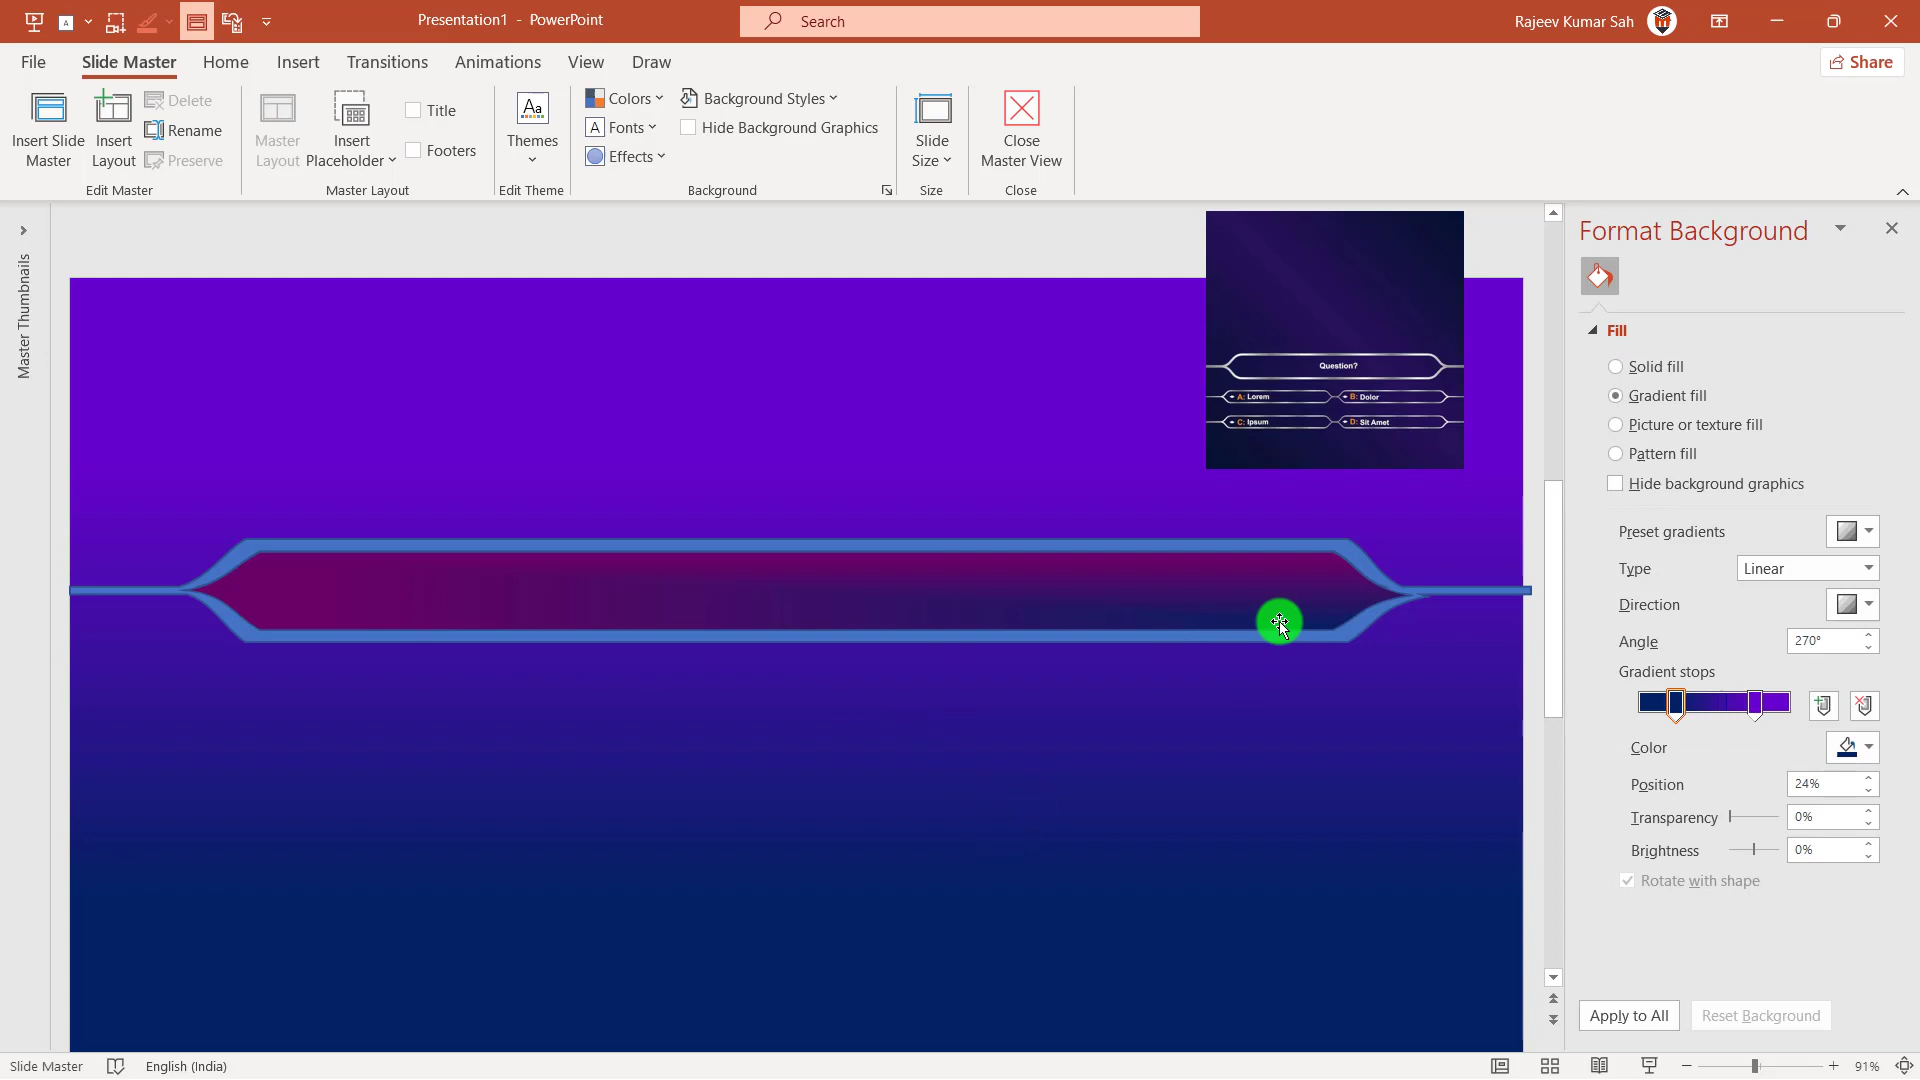 Presentation1 - PowerPoint
Search
Rajeev Kumar Sah
File
Slide Master
Home
Insert
Transitions
Animations
View
Draw
Share
Insert Slide Master
Insert Layout
Delete
Rename
Preserve
Edit Master
Master Layout
Insert Placeholder
Title
Footers
Master Layout
Aa
Themes
Edit Theme
Colors
A Fonts
Effects
Background Styles
Hide Background Graphics
Background
Slide Size
Size
Close Master View
Close
Master Thumbnails
Question?
A: Lorem
B: Dolor
C: Ipsum
D: Sit Amet
Format Background
Fill
Solid fill
Gradient fill
Picture or texture fill
Pattern fill
Hide background graphics
Preset gradients
Type
Linear
Direction
Angle
270°
Gradient stops
Color
Position
24%
Transparency
0%
Brightness
0%
Rotate with shape
Apply to All
Reset Background
Slide Master
English (India)
91%